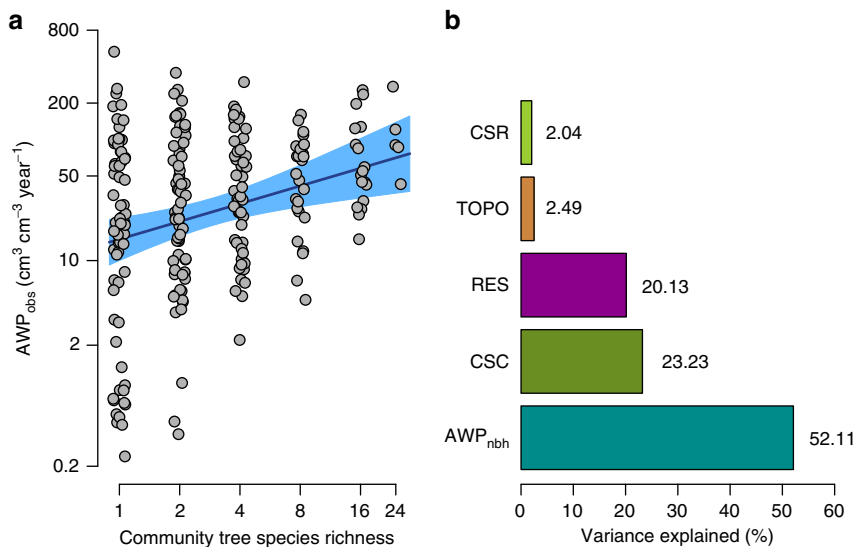 a
AWP_obs (cm³ cm⁻³ year⁻¹)
800
200
50
10
2
0.2
1 2 4 8 16 24
Community tree species richness
b
CSR 2.04
TOPO 2.49
RES 20.13
CSC 23.23
AWP_nbh 52.11
0 10 20 30 40 50 60
Variance explained (%)